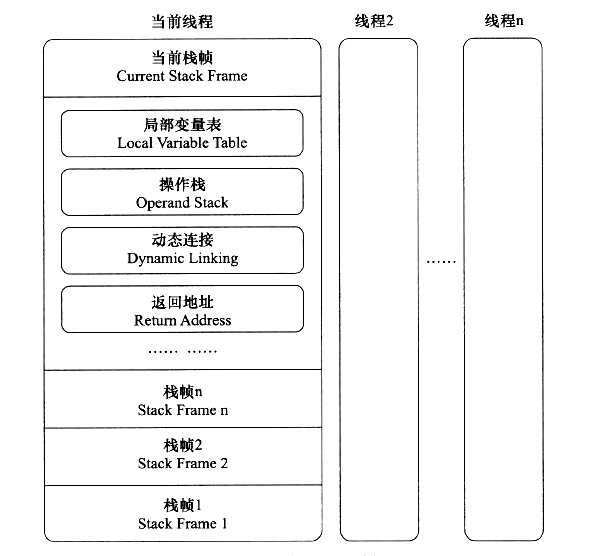 当前线程
线程2
线程n
当前栈帧
Current Stack Frame
局部变量表
Local Variable Table
操作栈
Operand Stack
动态连接
Dynamic Linking
返回地址
Return Address
…… ……
……
栈帧n
Stack Frame n
栈帧2
Stack Frame 2
栈帧1
Stack Frame 1